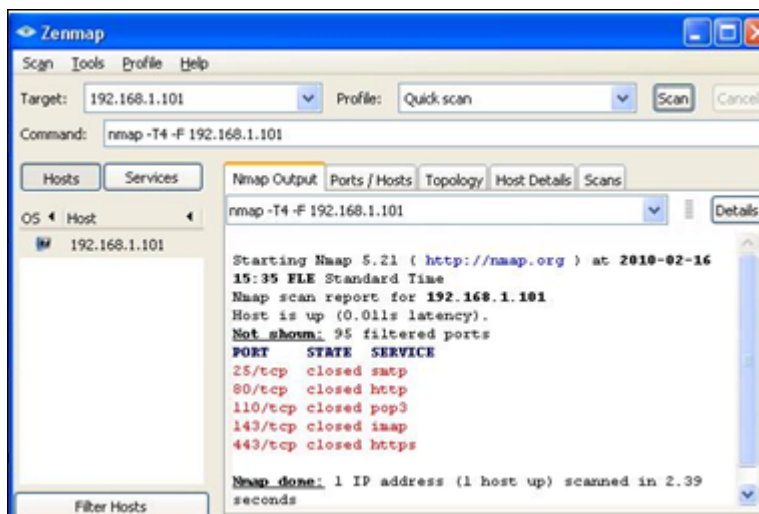 Zenmap
Scan Tools Profile Help
Target: 192.168.1.101 Profile: Quick scan Scan Cancel
Command: nmap -T4 -F 192.168.1.101
Hosts Services
Nmap Output Ports / Hosts Topology Host Details Scans
OS Host
nmap -T4 -F 192.168.1.101 Details
192.168.1.101
Starting Nmap 5.21 ( http://nmap.org ) at 2010-02-16
15:35 FLE Standard Time
Nmap scan report for 192.168.1.101
Host is up (0.011s latency).
Not shown: 95 filtered ports
PORT STATE SERVICE
25/tcp closed smtp
80/tcp closed http
110/tcp closed pop3
143/tcp closed imap
443/tcp closed https
Nmap done: 1 IP address (1 host up) scanned in 2.39
seconds
Filter Hosts